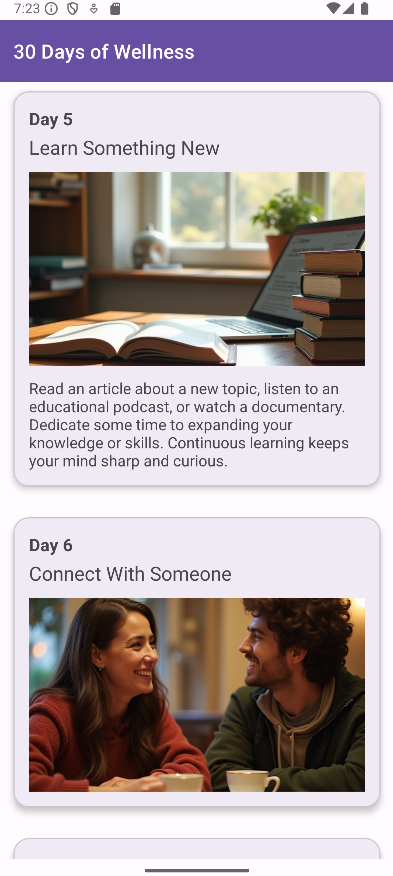 7:23
30 Days of Wellness
Day 5
Learn Something New
Read an article about a new topic, listen to an
educational podcast, or watch a documentary.
Dedicate some time to expanding your
knowledge or skills. Continuous learning keeps
your mind sharp and curious.
Day 6
Connect With Someone